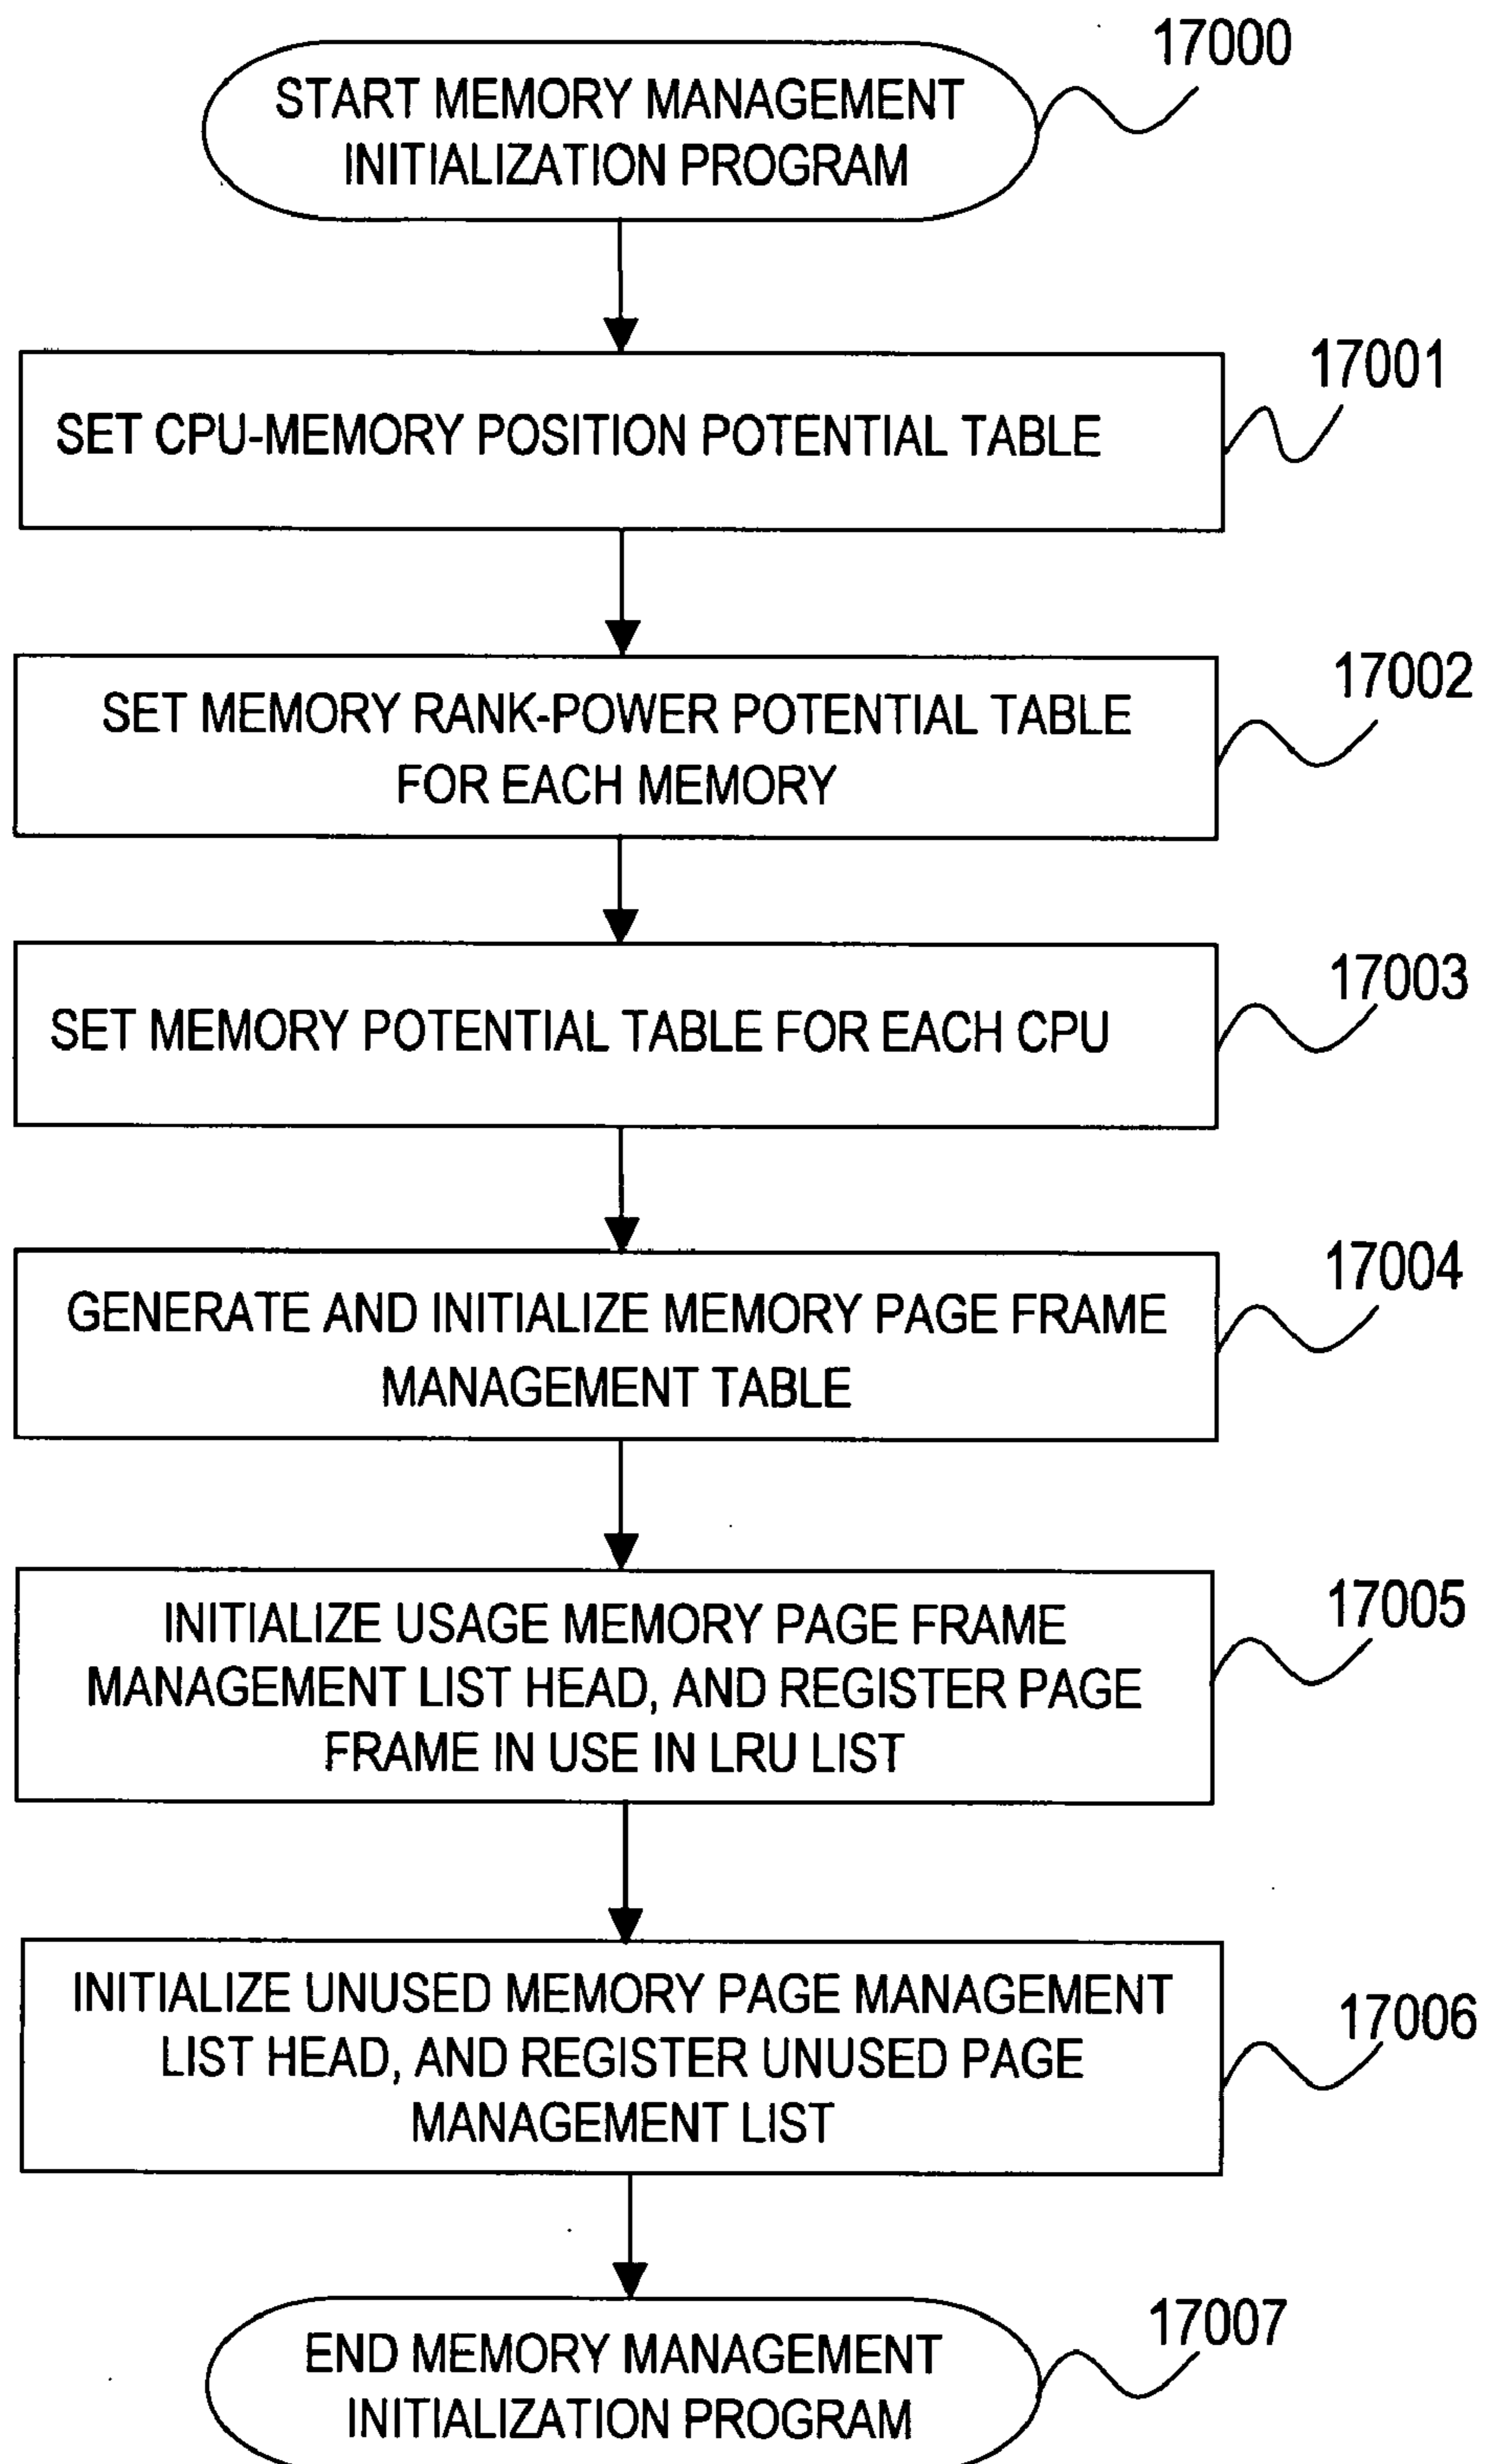 17000
START MEMORY MANAGEMENT
INITIALIZATION PROGRAM
17001
SET CPU-MEMORY POSITION POTENTIAL TABLE
17002
SET MEMORY RANK-POWER POTENTIAL TABLE
FOR EACH MEMORY
17003
SET MEMORY POTENTIAL TABLE FOR EACH CPU
17004
GENERATE AND INITIALIZE MEMORY PAGE FRAME
MANAGEMENT TABLE
17005
INITIALIZE USAGE MEMORY PAGE FRAME
MANAGEMENT LIST HEAD, AND REGISTER PAGE
FRAME IN USE IN LRU LIST
17006
INITIALIZE UNUSED MEMORY PAGE MANAGEMENT
LIST HEAD, AND REGISTER UNUSED PAGE
MANAGEMENT LIST
17007
END MEMORY MANAGEMENT
INITIALIZATION PROGRAM